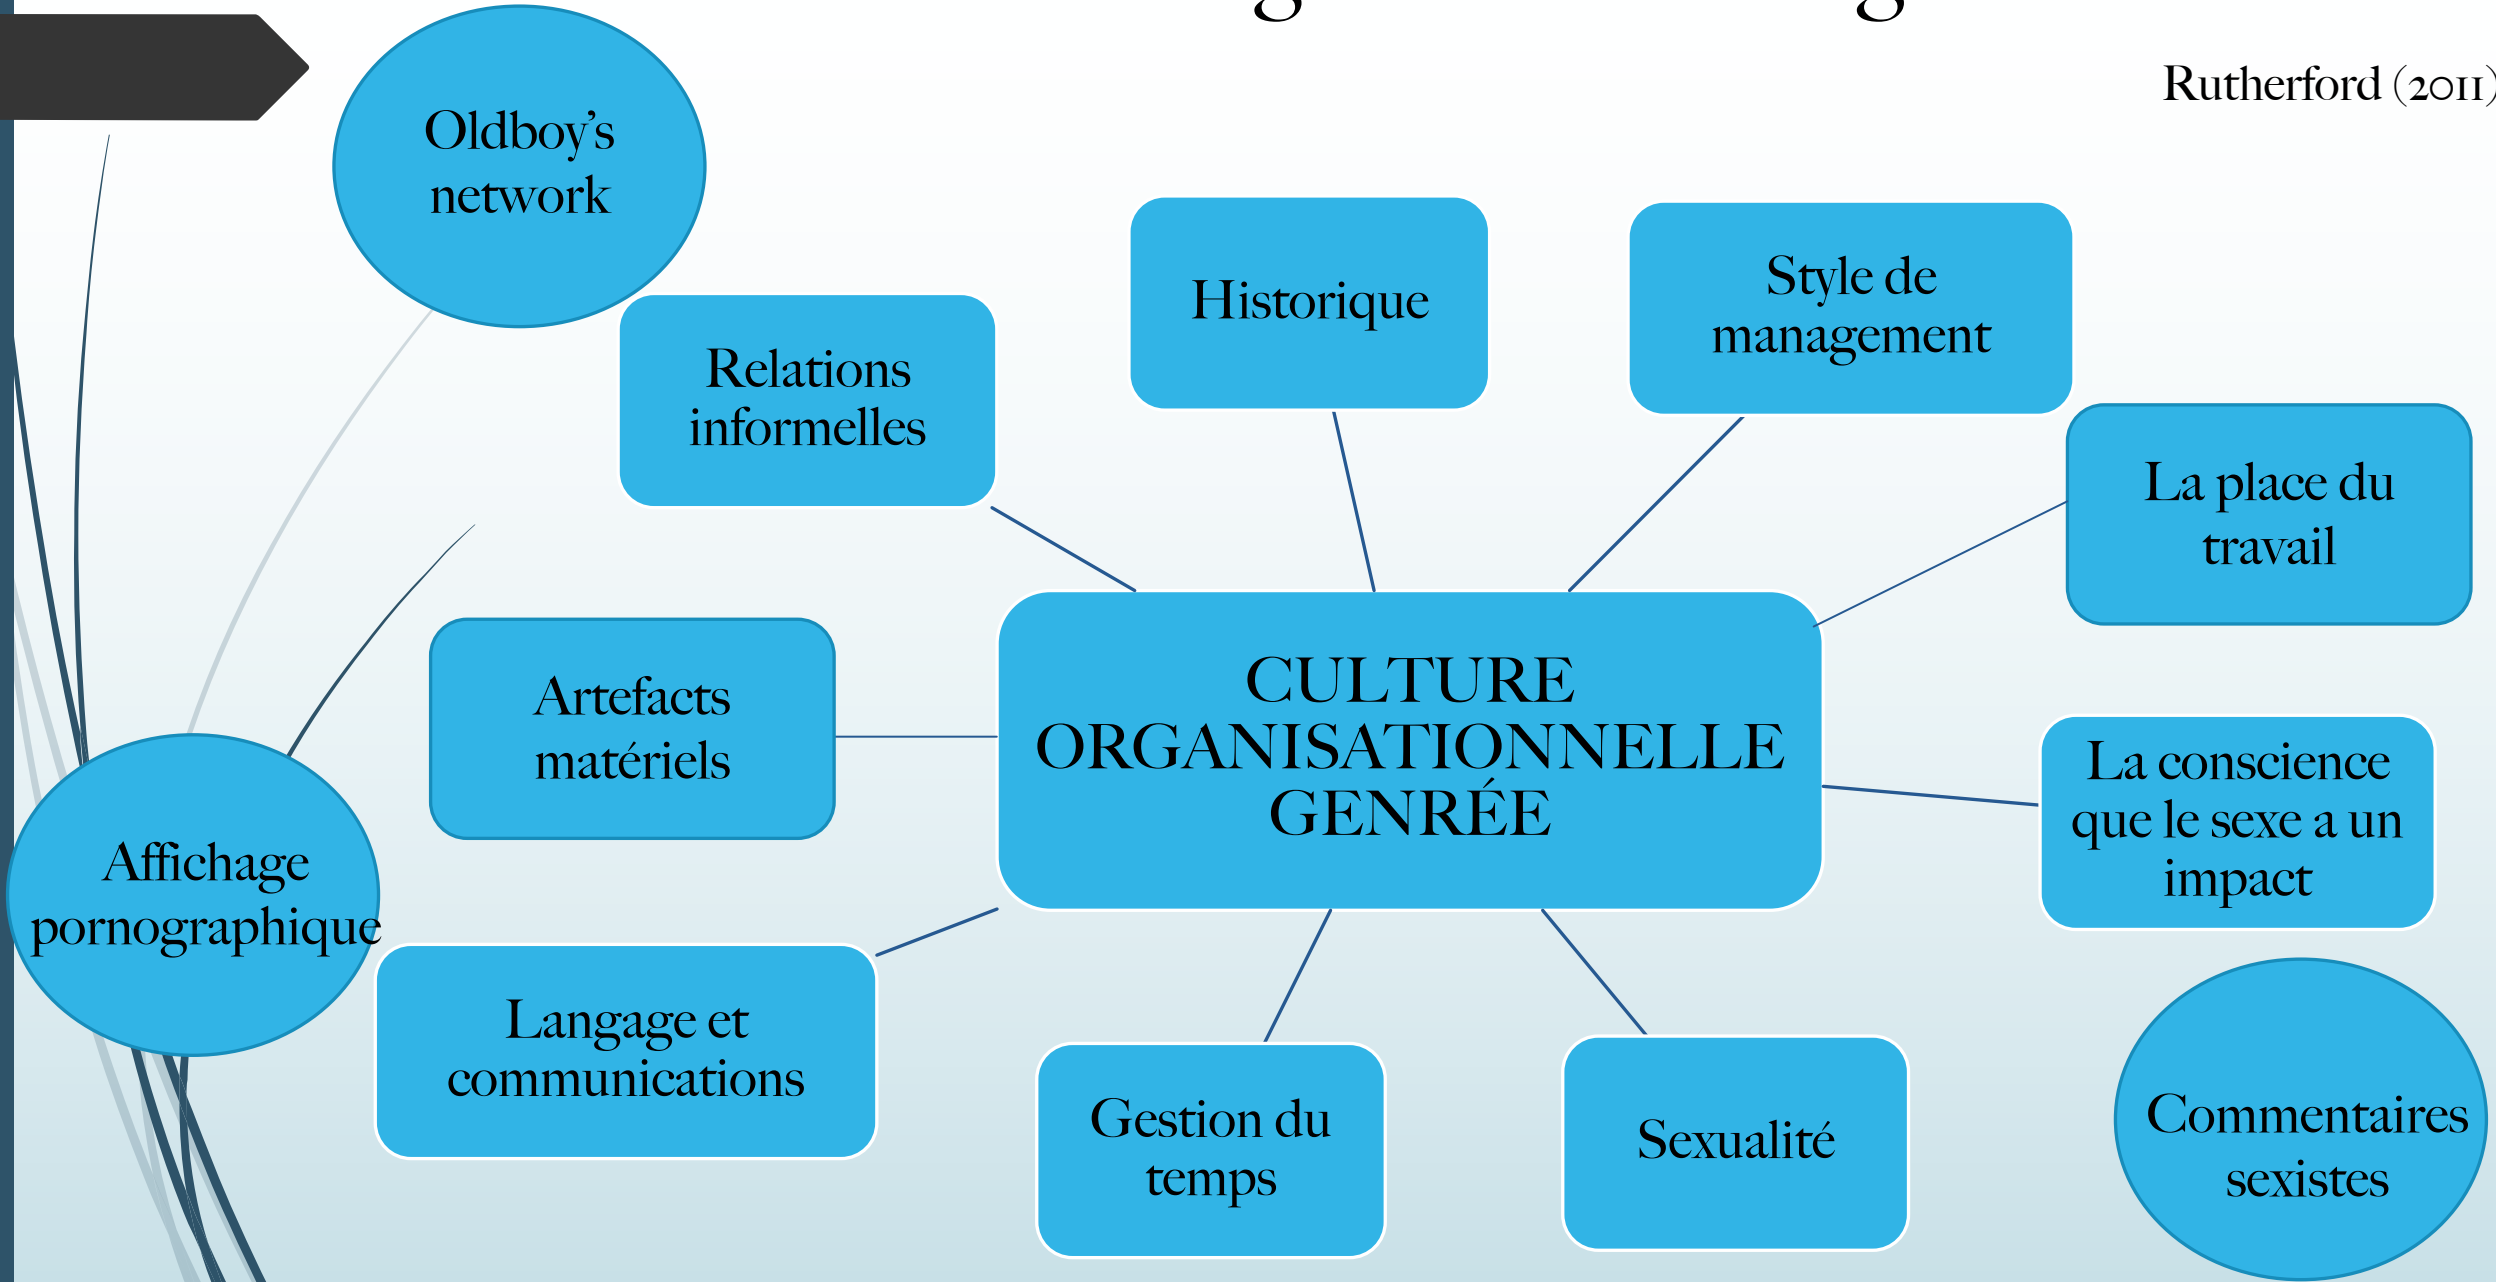 Rutherford (2011)
Oldboy's
network
Historique
Style de
management
Relations
informelles
La place du
travail
CULTURE
ORGANISATIONNELLE
GENRÉE
Artefacts
matériels
La conscience
que le sexe a un
impact
Affichage
pornographique
Langage et
communications
Gestion du
temps
Sexualité
Commentaires
sexistes